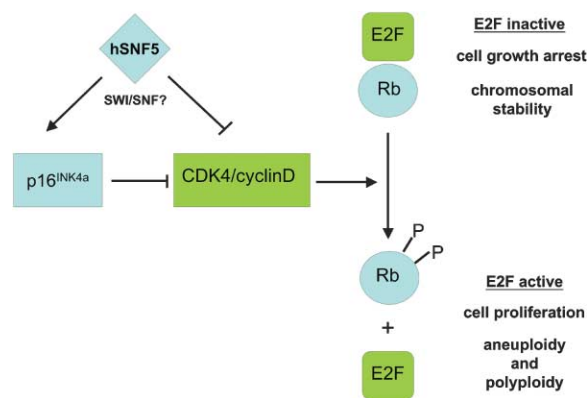 hSNF5
SWI/SNF?
p16INK4a
CDK4/cyclinD
E2F
Rb
E2F inactive
cell growth arrest
chromosomal
stability
P
P
Rb
+
E2F
E2F active
cell proliferation
aneuploidy
and
polyploidy